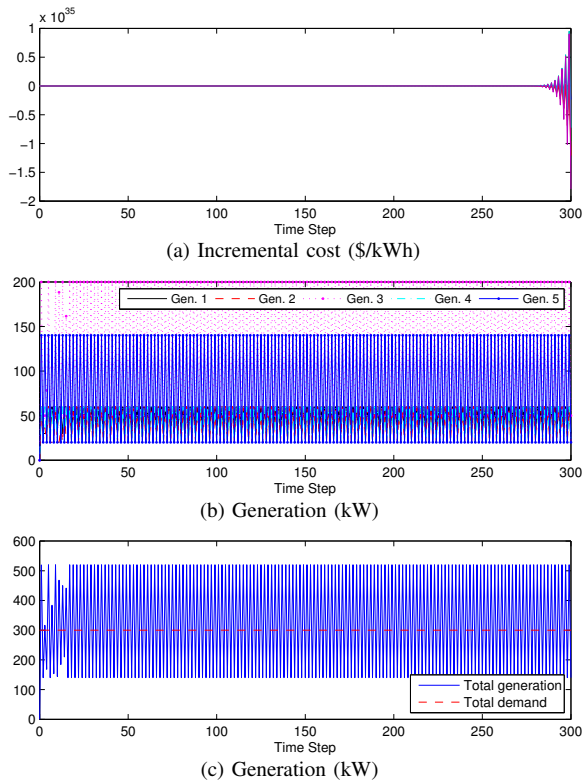 x 10^35
1
0.5
0
−0.5
−1
−1.5
−2
0 50 100 150 200 250 300
Time Step
(a) Incremental cost ($/kWh)
200
150
100
50
0
Gen. 1 Gen. 2 Gen. 3 Gen. 4 Gen. 5
0 50 100 150 200 250 300
Time Step
(b) Generation (kW)
600
500
400
300
200
100
0
Total generation
Total demand
0 50 100 150 200 250 300
Time Step
(c) Generation (kW)